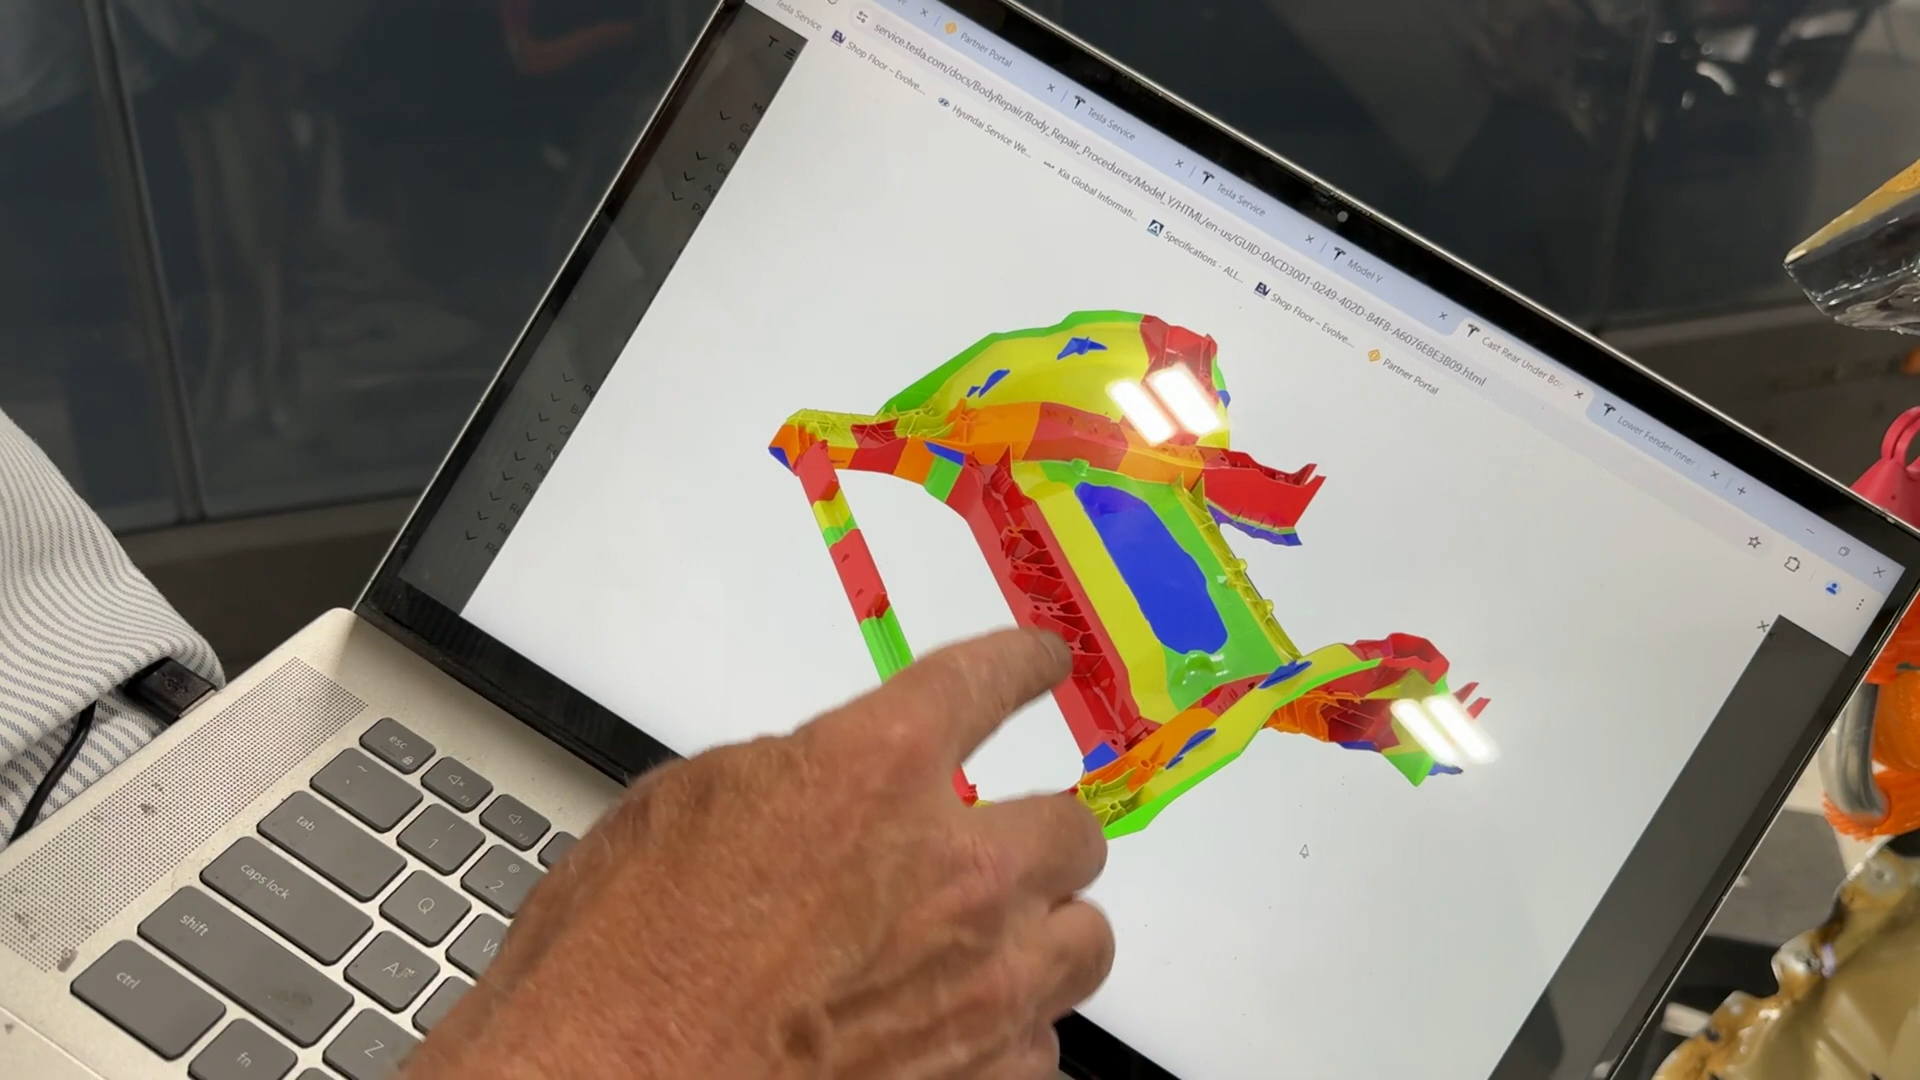 Tesla Service
Partner Portal
Tesla Service
Tesla Service
Model Y
Cast Rear Under Bo
Lower Fender Inner
service.tesla.com/docs/BodyRepair/Body_Repair_Procedures/Model_Y/HTML/en-us/GUID-0ACD3001-0249-402D-84FB-A6076E8E3B09.html
Shop Floor – Evolve...
Hyundai Service We...
Kia Global Informati...
Specifications - ALL...
Shop Floor – Evolve...
Partner Portal
esc
~
!
1
@
2
tab
Q
W
caps lock
A
shift
Z
ctrl
fn